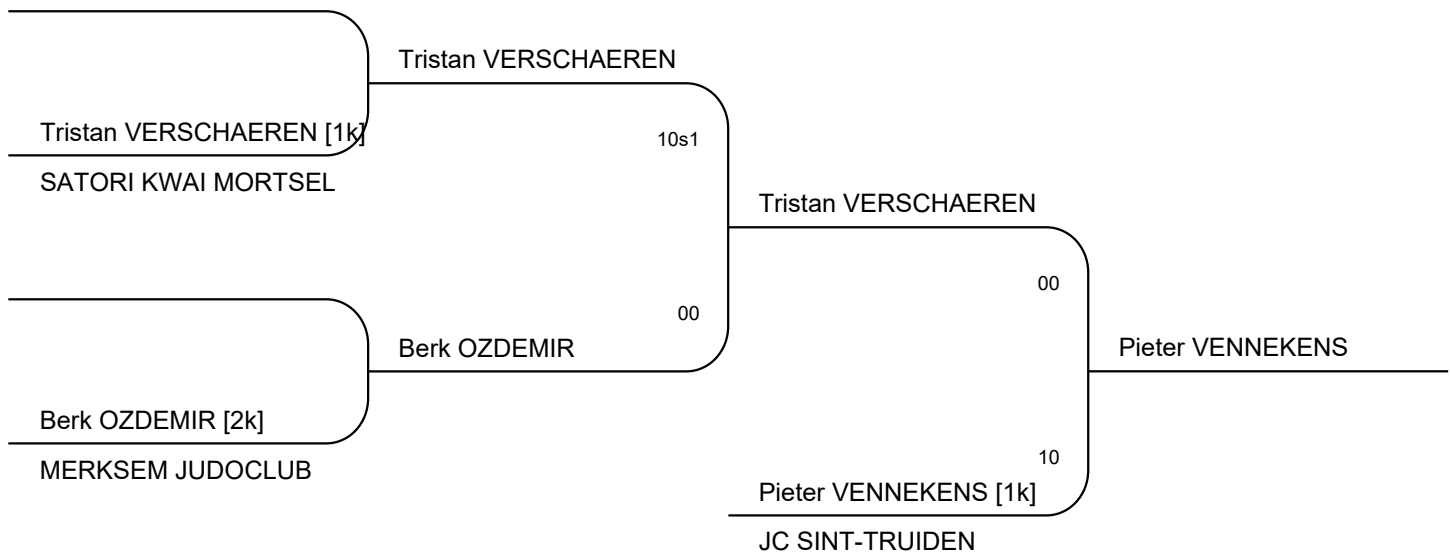 Tristan VERSCHAEREN
Tristan VERSCHAEREN [1k]
10s1
SATORI KWAI MORTSEL
Tristan VERSCHAEREN
00
00
Berk OZDEMIR
Pieter VENNEKENS
Berk OZDEMIR [2k]
10
MERKSEM JUDOCLUB
Pieter VENNEKENS [1k]
JC SINT-TRUIDEN